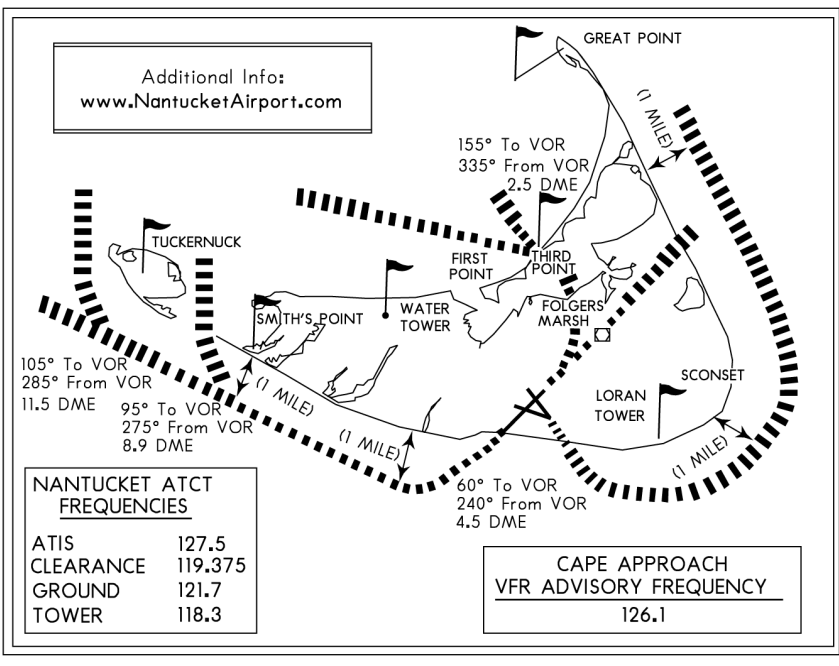 Additional Info:
www.NantucketAirport.com
GREAT POINT
(1 MILE)
155° To VOR
335° From VOR
2.5 DME
TUCKERNUCK
FIRST
POINT
THIRD
POINT
SMITH'S POINT
WATER
TOWER
FOLGERS
MARSH
105° To VOR
285° From VOR
11.5 DME
95° To VOR
275° From VOR
8.9 DME
(1 MILE)
(1 MILE)
LORAN
TOWER
SCONSET
(1 MILE)
60° To VOR
240° From VOR
4.5 DME
NANTUCKET ATCT
FREQUENCIES
ATIS 127.5
CLEARANCE 119.375
GROUND 121.7
TOWER 118.3
CAPE APPROACH
VFR ADVISORY FREQUENCY
126.1